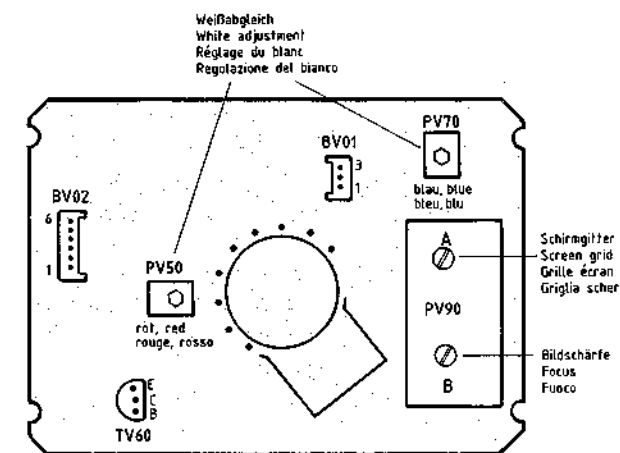 Weißabgleich
White adjustment
Réglage du blanc
Regolazione del bianco
PV70
BV01
3
1
blau, blue
bleu, blu
BV02
6
1
PV50
rot, red
rouge, rosso
A
Schirmgitter
Screen grid
Grille écran
Griglia scher
PV90
B
Bildschärfe
Focus
Fuoco
E
C
B
TV60